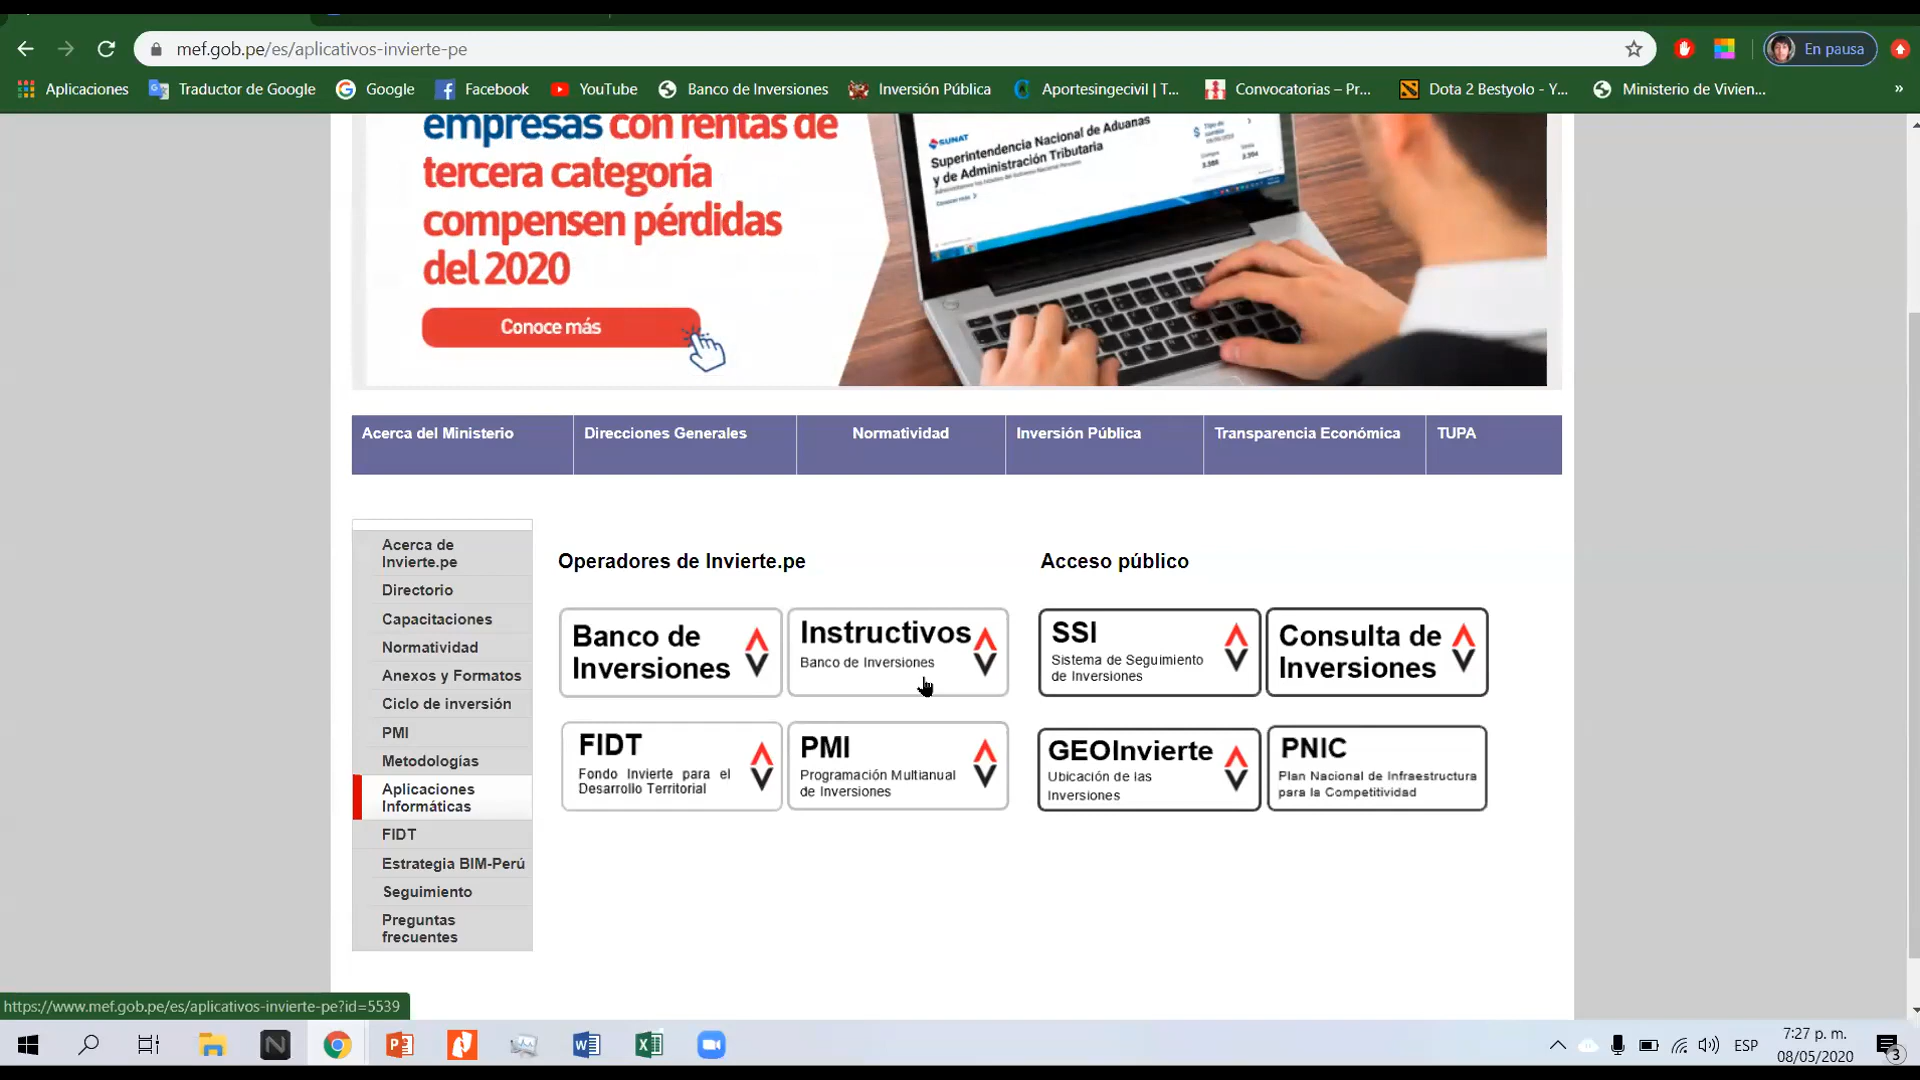 mef.gob.pe/es/aplicativos-invierte-pe
En pausa
Aplicaciones
Traductor de Google
Google
Facebook
YouTube
Banco de Inversiones
Inversión Pública
Aportesingecivil | T...
Convocatorias – Pr...
Dota 2 Bestyolo - Y...
Ministerio de Vivien...
»
empresas con rentas de
tercera categoría
compensen pérdidas
del 2020
Conoce más
SUNAT
Superintendencia Nacional de Aduanas
y de Administración Tributaria
Acerca del Ministerio
Direcciones Generales
Normatividad
Inversión Pública
Transparencia Económica
TUPA
Acerca de
Invierte.pe
Directorio
Capacitaciones
Normatividad
Anexos y Formatos
Ciclo de inversión
PMI
Metodologías
Aplicaciones
Informáticas
FIDT
Estrategia BIM-Perú
Seguimiento
Preguntas
frecuentes
Operadores de Invierte.pe
Banco de
Inversiones
Instructivos
Banco de Inversiones
FIDT
Fondo Invierte para el
Desarrollo Territorial
PMI
Programación Multianual
de Inversiones
Acceso público
SSI
Sistema de Seguimiento
de Inversiones
Consulta de
Inversiones
GEOInvierte
Ubicación de las
Inversiones
PNIC
Plan Nacional de Infraestructura
para la Competitividad
https://www.mef.gob.pe/es/aplicativos-invierte-pe?id=5539
ESP
7:27 p. m.
08/05/2020
3